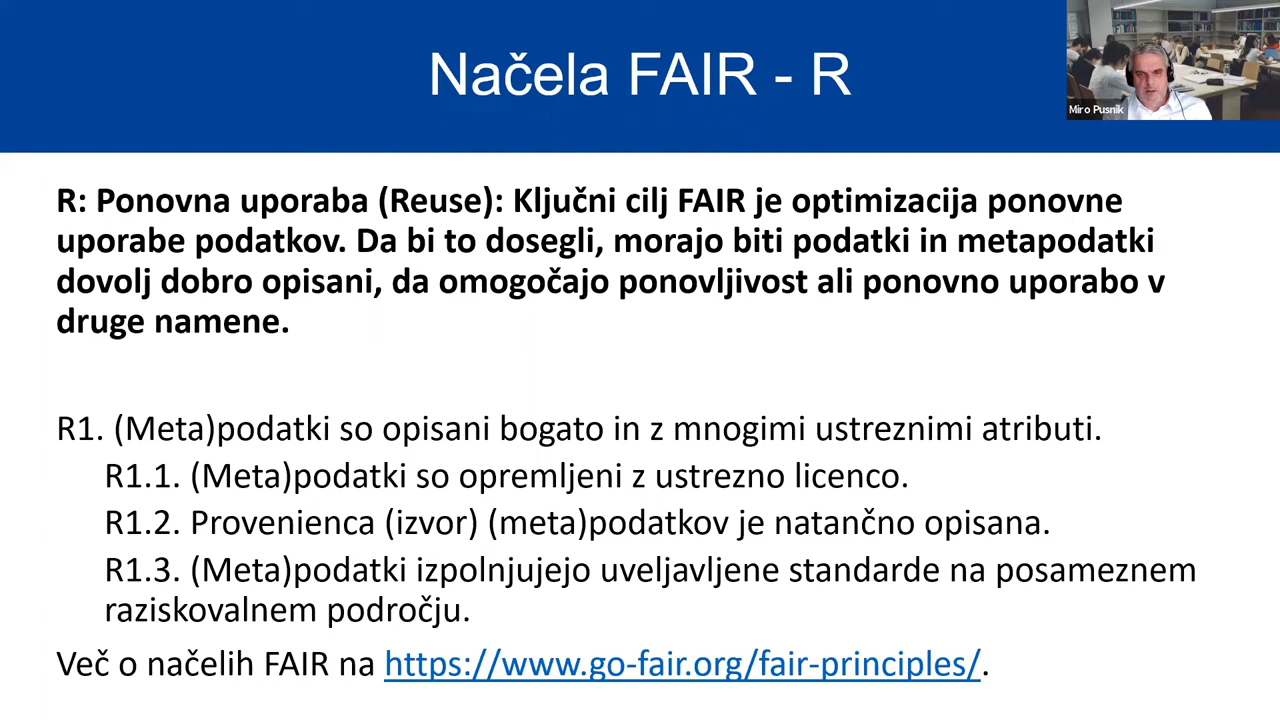 Načela FAIR - R
Miro Pusnik
R: Ponovna uporaba (Reuse): Ključni cilj FAIR je optimizacija ponovne
uporabe podatkov. Da bi to dosegli, morajo biti podatki in metapodatki
dovolj dobro opisani, da omogočajo ponovljivost ali ponovno uporabo v
druge namene.
R1. (Meta)podatki so opisani bogato in z mnogimi ustreznimi atributi.
R1.1. (Meta)podatki so opremljeni z ustrezno licenco.
R1.2. Provenienca (izvor) (meta)podatkov je natančno opisana.
R1.3. (Meta)podatki izpolnjujejo uveljavljene standarde na posameznem
raziskovalnem področju.
Več o načelih FAIR na https://www.go-fair.org/fair-principles/.